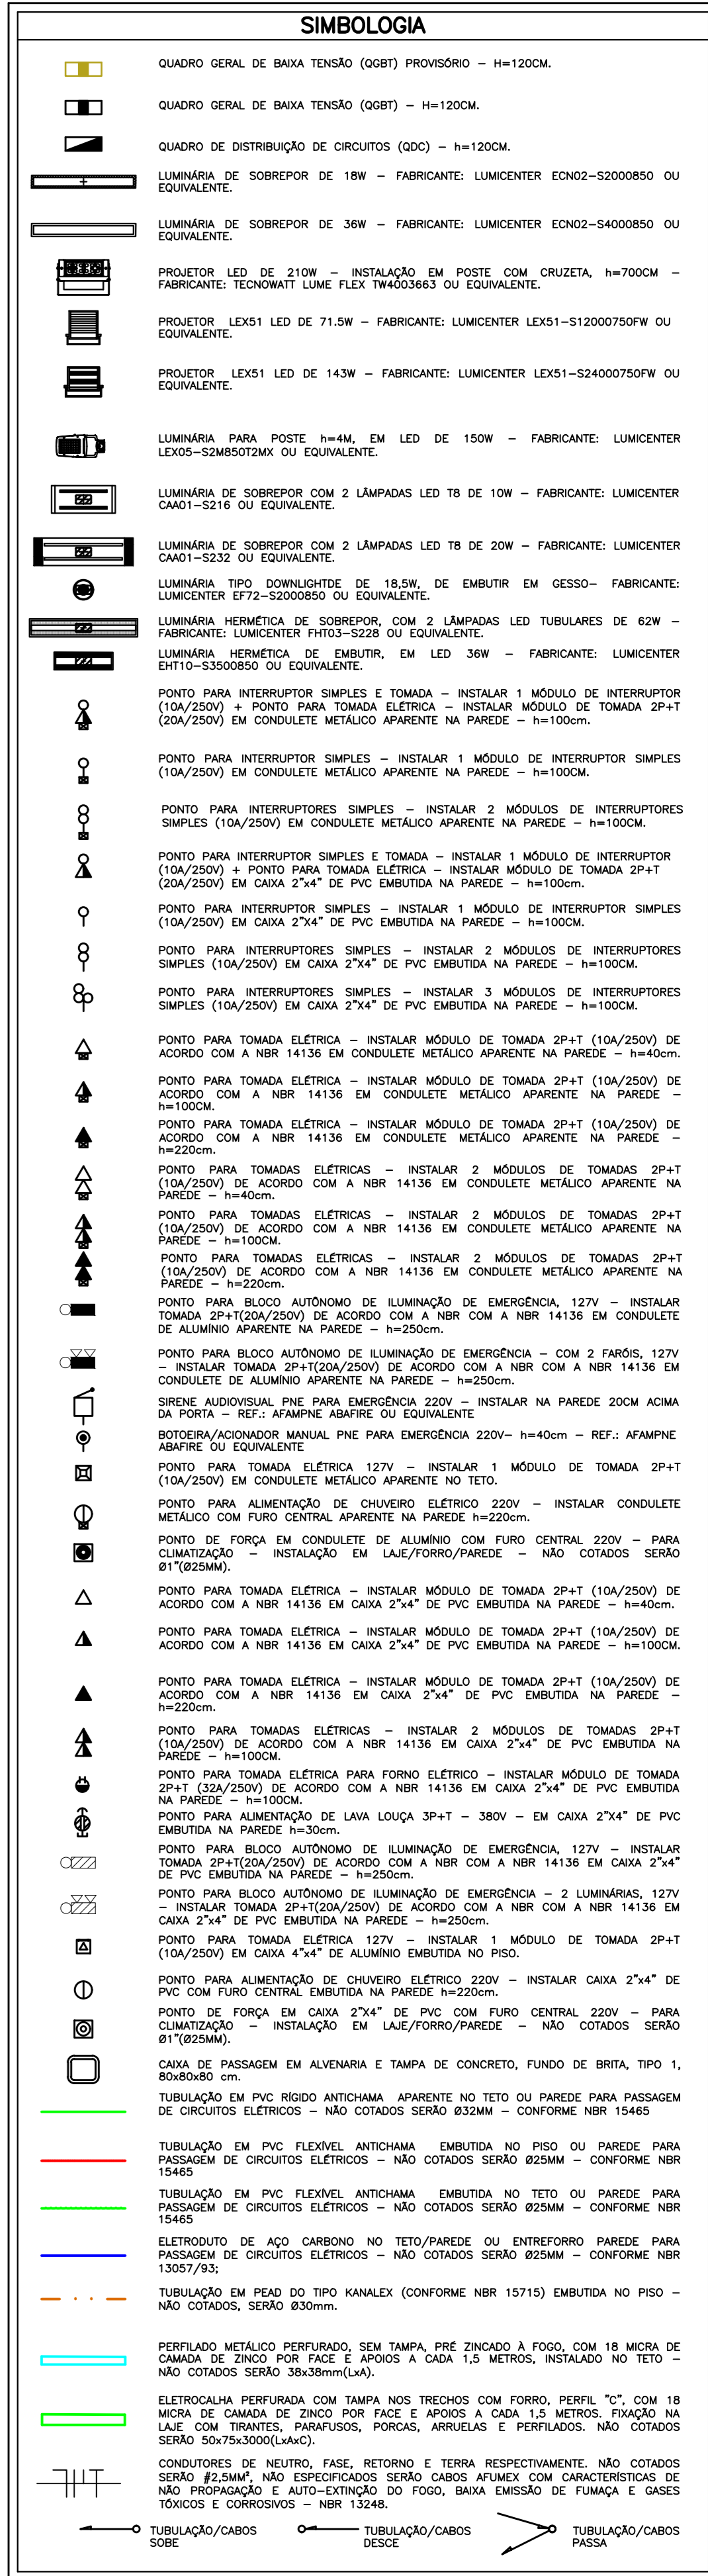 SIMBOLOGIA
QUADRO GERAL DE BAIXA TENSÃO (QGBT) PROVISÓRIO – H=120CM.
QUADRO GERAL DE BAIXA TENSÃO (QGBT) – H=120CM.
QUADRO DE DISTRIBUIÇÃO DE CIRCUITOS (QDC) – h=120CM.
LUMINÁRIA DE SOBREPOR DE 18W – FABRICANTE: LUMICENTER ECN02–S2000850 OU
EQUIVALENTE.
LUMINÁRIA DE SOBREPOR DE 36W – FABRICANTE: LUMICENTER ECN02–S4000850 OU
EQUIVALENTE.
PROJETOR LED DE 210W – INSTALAÇÃO EM POSTE COM CRUZETA, h=700CM –
FABRICANTE: TECNOWATT LUME FLEX TW4003663 OU EQUIVALENTE.
PROJETOR LEX51 LED DE 71.5W – FABRICANTE: LUMICENTER LEX51–S12000750FW OU
EQUIVALENTE.
PROJETOR LEX51 LED DE 143W – FABRICANTE: LUMICENTER LEX51–S24000750FW OU
EQUIVALENTE.
LUMINÁRIA PARA POSTE h=4M, EM LED DE 150W – FABRICANTE: LUMICENTER
LEX05–S2M850T2MX OU EQUIVALENTE.
LUMINÁRIA DE SOBREPOR COM 2 LÂMPADAS LED T8 DE 10W – FABRICANTE: LUMICENTER
CAA01–S216 OU EQUIVALENTE.
LUMINÁRIA DE SOBREPOR COM 2 LÂMPADAS LED T8 DE 20W – FABRICANTE: LUMICENTER
CAA01–S232 OU EQUIVALENTE.
LUMINÁRIA TIPO DOWNLIGHTDE DE 18,5W, DE EMBUTIR EM GESSO– FABRICANTE:
LUMICENTER EF72–S2000850 OU EQUIVALENTE.
LUMINÁRIA HERMÉTICA DE SOBREPOR, COM 2 LÂMPADAS LED TUBULARES DE 62W –
FABRICANTE: LUMICENTER FHT03–S228 OU EQUIVALENTE.
LUMINÁRIA HERMÉTICA DE EMBUTIR, EM LED 36W – FABRICANTE: LUMICENTER
EHT10–S3500850 OU EQUIVALENTE.
PONTO PARA INTERRUPTOR SIMPLES E TOMADA – INSTALAR 1 MÓDULO DE INTERRUPTOR
(10A/250V) + PONTO PARA TOMADA ELÉTRICA – INSTALAR MÓDULO DE TOMADA 2P+T
(20A/250V) EM CONDULETE METÁLICO APARENTE NA PAREDE – h=100cm.
PONTO PARA INTERRUPTOR SIMPLES – INSTALAR 1 MÓDULO DE INTERRUPTOR SIMPLES
(10A/250V) EM CONDULETE METÁLICO APARENTE NA PAREDE – h=100CM.
PONTO PARA INTERRUPTORES SIMPLES – INSTALAR 2 MÓDULOS DE INTERRUPTORES
SIMPLES (10A/250V) EM CONDULETE METÁLICO APARENTE NA PAREDE – h=100CM.
PONTO PARA INTERRUPTOR SIMPLES E TOMADA – INSTALAR 1 MÓDULO DE INTERRUPTOR
(10A/250V) + PONTO PARA TOMADA ELÉTRICA – INSTALAR MÓDULO DE TOMADA 2P+T
(20A/250V) EM CAIXA 2"x4" DE PVC EMBUTIDA NA PAREDE – h=100cm.
PONTO PARA INTERRUPTOR SIMPLES – INSTALAR 1 MÓDULO DE INTERRUPTOR SIMPLES
(10A/250V) EM CAIXA 2"X4" DE PVC EMBUTIDA NA PAREDE – h=100CM.
PONTO PARA INTERRUPTORES SIMPLES – INSTALAR 2 MÓDULOS DE INTERRUPTORES
SIMPLES (10A/250V) EM CAIXA 2"X4" DE PVC EMBUTIDA NA PAREDE – h=100CM.
PONTO PARA INTERRUPTORES SIMPLES – INSTALAR 3 MÓDULOS DE INTERRUPTORES
SIMPLES (10A/250V) EM CAIXA 2"X4" DE PVC EMBUTIDA NA PAREDE – h=100CM.
PONTO PARA TOMADA ELÉTRICA – INSTALAR MÓDULO DE TOMADA 2P+T (10A/250V) DE
ACORDO COM A NBR 14136 EM CONDULETE METÁLICO APARENTE NA PAREDE – h=40cm.
PONTO PARA TOMADA ELÉTRICA – INSTALAR MÓDULO DE TOMADA 2P+T (10A/250V) DE
ACORDO COM A NBR 14136 EM CONDULETE METÁLICO APARENTE NA PAREDE –
h=100CM.
PONTO PARA TOMADA ELÉTRICA – INSTALAR MÓDULO DE TOMADA 2P+T (10A/250V) DE
ACORDO COM A NBR 14136 EM CONDULETE METÁLICO APARENTE NA PAREDE –
h=220cm.
PONTO PARA TOMADAS ELÉTRICAS – INSTALAR 2 MÓDULOS DE TOMADAS 2P+T
(10A/250V) DE ACORDO COM A NBR 14136 EM CONDULETE METÁLICO APARENTE NA
PAREDE – h=40cm.
PONTO PARA TOMADAS ELÉTRICAS – INSTALAR 2 MÓDULOS DE TOMADAS 2P+T
(10A/250V) DE ACORDO COM A NBR 14136 EM CONDULETE METÁLICO APARENTE NA
PAREDE – h=100CM.
PONTO PARA TOMADAS ELÉTRICAS – INSTALAR 2 MÓDULOS DE TOMADAS 2P+T
(10A/250V) DE ACORDO COM A NBR 14136 EM CONDULETE METÁLICO APARENTE NA
PAREDE – h=220cm.
PONTO PARA BLOCO AUTÔNOMO DE ILUMINAÇÃO DE EMERGÊNCIA, 127V – INSTALAR
TOMADA 2P+T(20A/250V) DE ACORDO COM A NBR COM A NBR 14136 EM CONDULETE
DE ALUMÍNIO APARENTE NA PAREDE – h=250cm.
PONTO PARA BLOCO AUTÔNOMO DE ILUMINAÇÃO DE EMERGÊNCIA – COM 2 FARÓIS, 127V
– INSTALAR TOMADA 2P+T(20A/250V) DE ACORDO COM A NBR COM A NBR 14136 EM
CONDULETE DE ALUMÍNIO APARENTE NA PAREDE – h=250cm.
SIRENE AUDIOVISUAL PNE PARA EMERGÊNCIA 220V – INSTALAR NA PAREDE 20CM ACIMA
DA PORTA – REF.: AFAMPNE ABAFIRE OU EQUIVALENTE
BOTOEIRA/ACIONADOR MANUAL PNE PARA EMERGÊNCIA 220V– h=40cm – REF.: AFAMPNE
ABAFIRE OU EQUIVALENTE
PONTO PARA TOMADA ELÉTRICA 127V – INSTALAR 1 MÓDULO DE TOMADA 2P+T
(10A/250V) EM CONDULETE METÁLICO APARENTE NO TETO.
PONTO PARA ALIMENTAÇÃO DE CHUVEIRO ELÉTRICO 220V – INSTALAR CONDULETE
METÁLICO COM FURO CENTRAL APARENTE NA PAREDE h=220cm.
PONTO DE FORÇA EM CONDULETE DE ALUMÍNIO COM FURO CENTRAL 220V – PARA
CLIMATIZAÇÃO – INSTALAÇÃO EM LAJE/FORRO/PAREDE – NÃO COTADOS SERÃO
Ø1"(Ø25MM).
PONTO PARA TOMADA ELÉTRICA – INSTALAR MÓDULO DE TOMADA 2P+T (10A/250V) DE
ACORDO COM A NBR 14136 EM CAIXA 2"x4" DE PVC EMBUTIDA NA PAREDE – h=40cm.
PONTO PARA TOMADA ELÉTRICA – INSTALAR MÓDULO DE TOMADA 2P+T (10A/250V) DE
ACORDO COM A NBR 14136 EM CAIXA 2"x4" DE PVC EMBUTIDA NA PAREDE – h=100CM.
PONTO PARA TOMADA ELÉTRICA – INSTALAR MÓDULO DE TOMADA 2P+T (10A/250V) DE
ACORDO COM A NBR 14136 EM CAIXA 2"x4" DE PVC EMBUTIDA NA PAREDE –
h=220cm.
PONTO PARA TOMADAS ELÉTRICAS – INSTALAR 2 MÓDULOS DE TOMADAS 2P+T
(10A/250V) DE ACORDO COM A NBR 14136 EM CAIXA 2"x4" DE PVC EMBUTIDA NA
PAREDE – h=100CM.
PONTO PARA TOMADA ELÉTRICA PARA FORNO ELÉTRICO – INSTALAR MÓDULO DE TOMADA
2P+T (32A/250V) DE ACORDO COM A NBR 14136 EM CAIXA 2"x4" DE PVC EMBUTIDA
NA PAREDE – h=100CM.
PONTO PARA ALIMENTAÇÃO DE LAVA LOUÇA 3P+T – 380V – EM CAIXA 2"X4" DE PVC
EMBUTIDA NA PAREDE h=30cm.
PONTO PARA BLOCO AUTÔNOMO DE ILUMINAÇÃO DE EMERGÊNCIA, 127V – INSTALAR
TOMADA 2P+T(20A/250V) DE ACORDO COM A NBR COM A NBR 14136 EM CAIXA 2"x4"
DE PVC EMBUTIDA NA PAREDE – h=250cm.
PONTO PARA BLOCO AUTÔNOMO DE ILUMINAÇÃO DE EMERGÊNCIA – 2 LUMINÁRIAS, 127V
– INSTALAR TOMADA 2P+T(20A/250V) DE ACORDO COM A NBR COM A NBR 14136 EM
CAIXA 2"x4" DE PVC EMBUTIDA NA PAREDE – h=250cm.
PONTO PARA TOMADA ELÉTRICA 127V – INSTALAR 1 MÓDULO DE TOMADA 2P+T
(10A/250V) EM CAIXA 4"x4" DE ALUMÍNIO EMBUTIDA NO PISO.
PONTO PARA ALIMENTAÇÃO DE CHUVEIRO ELÉTRICO 220V – INSTALAR CAIXA 2"x4" DE
PVC COM FURO CENTRAL EMBUTIDA NA PAREDE h=220cm.
PONTO DE FORÇA EM CAIXA 2"X4" DE PVC COM FURO CENTRAL 220V – PARA
CLIMATIZAÇÃO – INSTALAÇÃO EM LAJE/FORRO/PAREDE – NÃO COTADOS SERÃO
Ø1"(Ø25MM).
CAIXA DE PASSAGEM EM ALVENARIA E TAMPA DE CONCRETO, FUNDO DE BRITA, TIPO 1,
80x80x80 cm.
TUBULAÇÃO EM PVC RÍGIDO ANTICHAMA APARENTE NO TETO OU PAREDE PARA PASSAGEM
DE CIRCUITOS ELÉTRICOS – NÃO COTADOS SERÃO Ø32MM – CONFORME NBR 15465
TUBULAÇÃO EM PVC FLEXÍVEL ANTICHAMA EMBUTIDA NO PISO OU PAREDE PARA
PASSAGEM DE CIRCUITOS ELÉTRICOS – NÃO COTADOS SERÃO Ø25MM – CONFORME NBR
15465
TUBULAÇÃO EM PVC FLEXÍVEL ANTICHAMA EMBUTIDA NO TETO OU PAREDE PARA
PASSAGEM DE CIRCUITOS ELÉTRICOS – NÃO COTADOS SERÃO Ø25MM – CONFORME NBR
15465
ELETRODUTO DE AÇO CARBONO NO TETO/PAREDE OU ENTREFORRO PAREDE PARA
PASSAGEM DE CIRCUITOS ELÉTRICOS – NÃO COTADOS SERÃO Ø25MM – CONFORME NBR
13057/93;
TUBULAÇÃO EM PEAD DO TIPO KANALEX (CONFORME NBR 15715) EMBUTIDA NO PISO –
NÃO COTADOS, SERÃO Ø30mm.
PERFILADO METÁLICO PERFURADO, SEM TAMPA, PRÉ ZINCADO À FOGO, COM 18 MICRA DE
CAMADA DE ZINCO POR FACE E APOIOS A CADA 1,5 METROS, INSTALADO NO TETO –
NÃO COTADOS SERÃO 38x38mm(LxA).
ELETROCALHA PERFURADA COM TAMPA NOS TRECHOS COM FORRO, PERFIL "C", COM 18
MICRA DE CAMADA DE ZINCO POR FACE E APOIOS A CADA 1,5 METROS. FIXAÇÃO NA
LAJE COM TIRANTES, PARAFUSOS, PORCAS, ARRUELAS E PERFILADOS. NÃO COTADOS
SERÃO 50x75x3000(LxAxC).
CONDUTORES DE NEUTRO, FASE, RETORNO E TERRA RESPECTIVAMENTE. NÃO COTADOS
SERÃO #2,5MM², NÃO ESPECIFICADOS SERÃO CABOS AFUMEX COM CARACTERÍSTICAS DE
NÃO PROPAGAÇÃO E AUTO–EXTINÇÃO DO FOGO, BAIXA EMISSÃO DE FUMAÇA E GASES
TÓXICOS E CORROSIVOS – NBR 13248.
TUBULAÇÃO/CABOS
SOBE
TUBULAÇÃO/CABOS
DESCE
TUBULAÇÃO/CABOS
PASSA